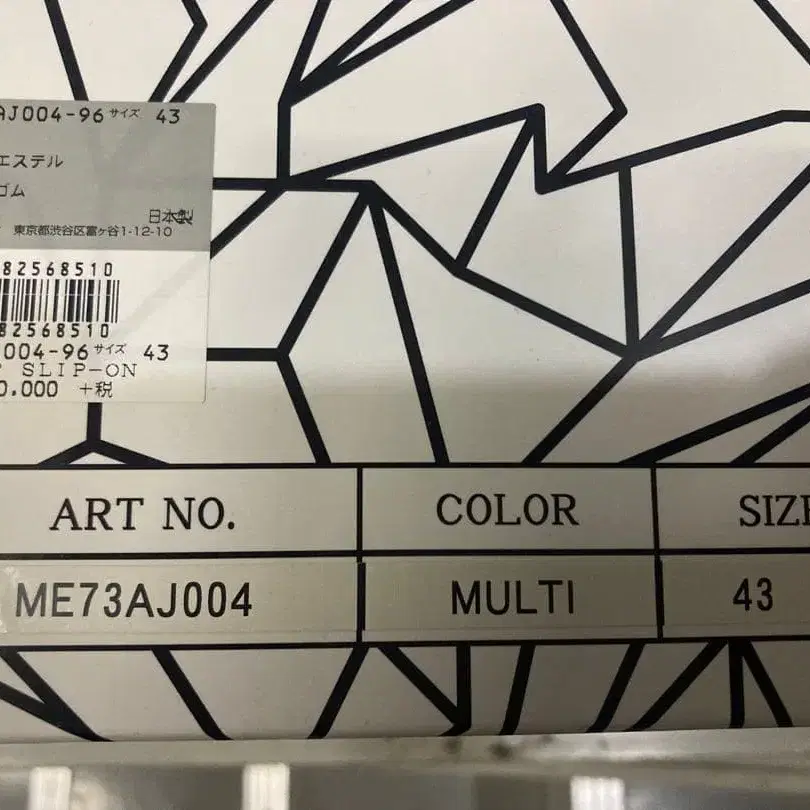 AJ004-96 サイズ 43
エステル
ゴム
日本製
東京都渋谷区富ヶ谷1-12-10
82568510
82568510
004-96 サイズ 43
SLIP-ON
0.000 +税
ART NO. COLOR SIZE
ME73AJ004 MULTI 43